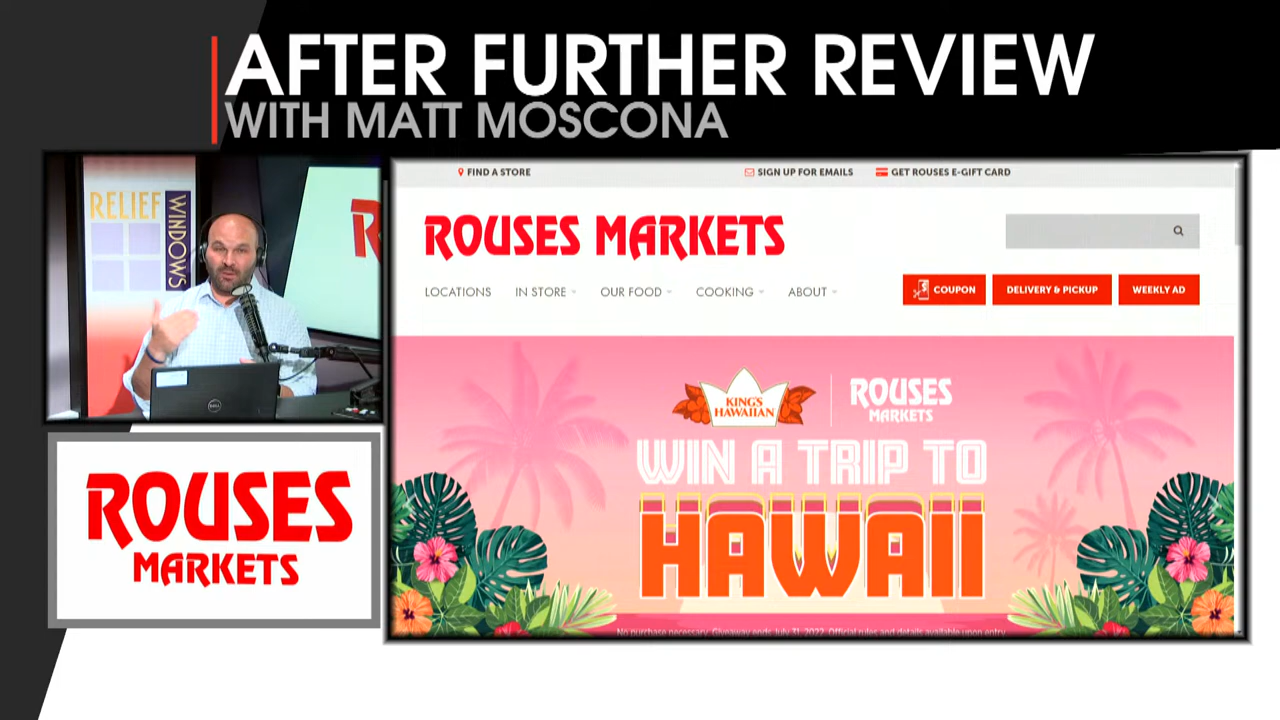 AFTER FURTHER REVIEW
WITH MATT MOSCONA
RELIEF
WINDOWS
R
DELL
ROUSES
MARKETS
FIND A STORE
SIGN UP FOR EMAILS
GET ROUSES E-GIFT CARD
ROUSES MARKETS
LOCATIONS
IN STORE
OUR FOOD
COOKING
ABOUT
COUPON
DELIVERY & PICKUP
WEEKLY AD
KING'S
HAWAIIAN
ROUSES
MARKETS
WIN A TRIP TO
HAWAII
No purchase necessary. Giveaway ends July 31, 2022. Official rules and details available upon entry.